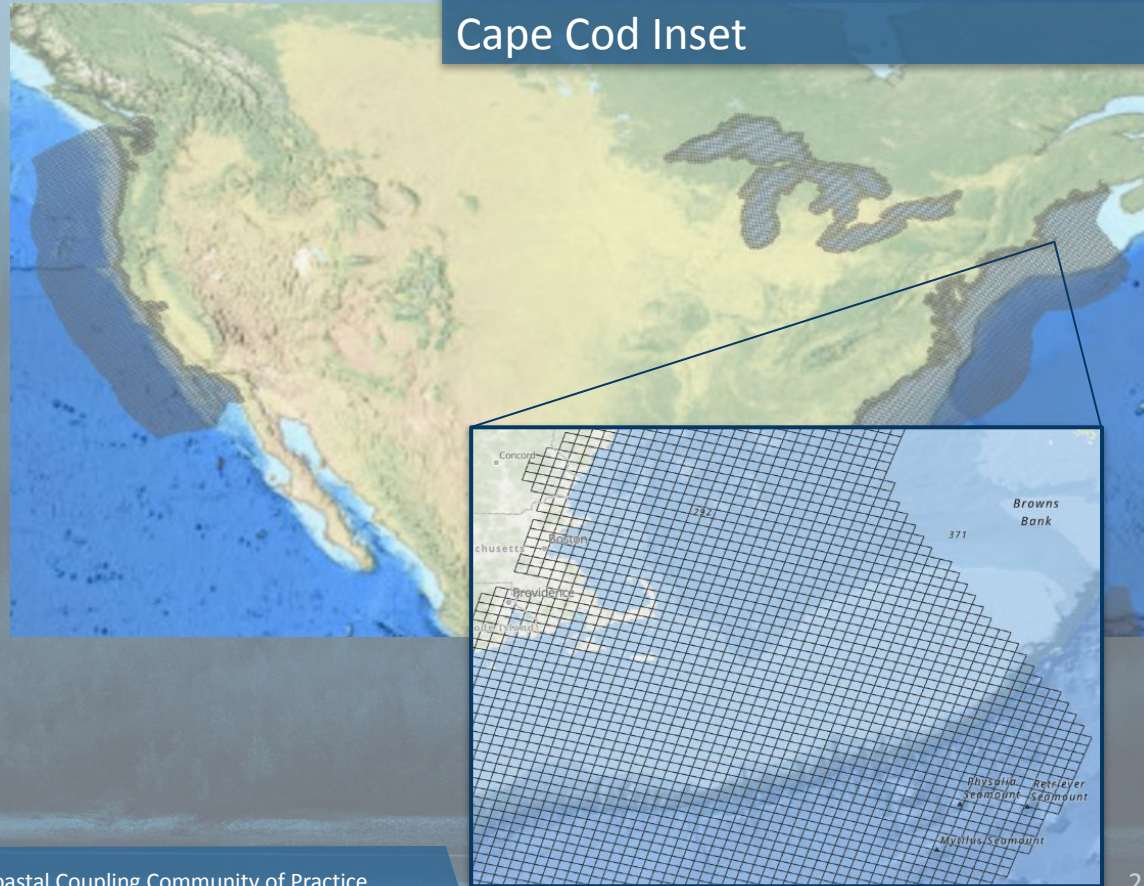 Cape Cod Inset
Concord
292
Browns
Bank
371
chusetts
Boston
Providence
Physalia
Seamount
Retriever
Seamount
Mytilus Seamount
oastal Coupling Community of Practice
2